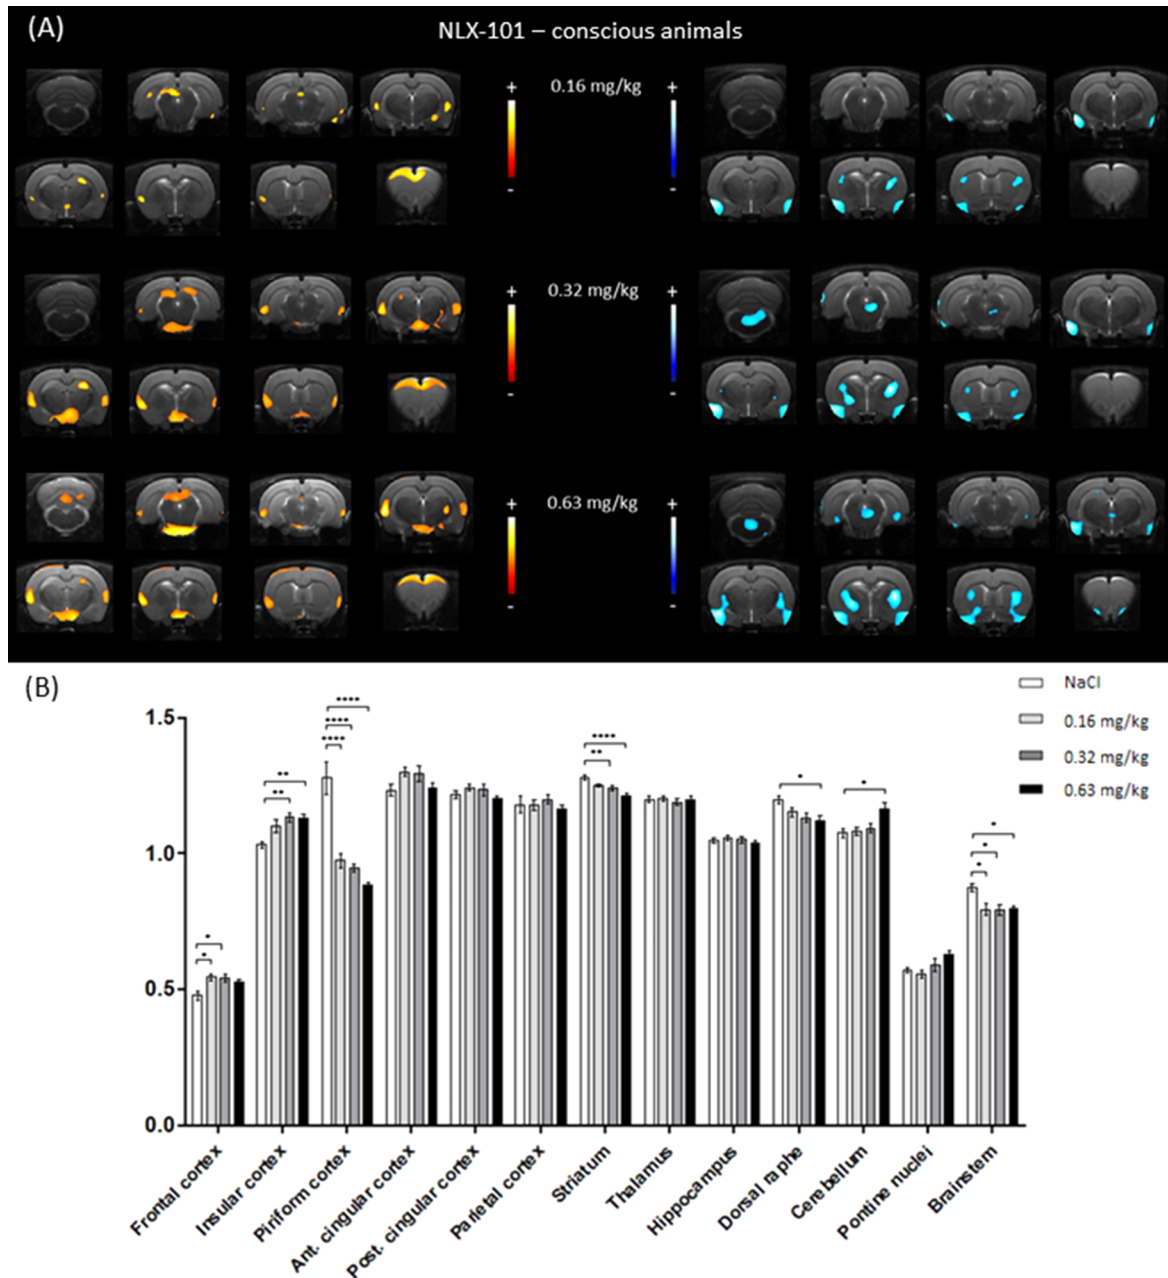 (A)
NLX-101 – conscious animals
+ 0.16 mg/kg +
- -
+ 0.32 mg/kg +
- -
+ 0.63 mg/kg +
- -
(B)
NaCl
0.16 mg/kg
0.32 mg/kg
0.63 mg/kg
1.5
1.0
0.5
0.0
* *
** **
**** **** ****
** ****
*
*
* * *
Frontal cortex
Insular cortex
Piriform cortex
Ant. cingular cortex
Post. cingular cortex
Parietal cortex
Striatum
Thalamus
Hippocampus
Dorsal raphe
Cerebellum
Pontine nuclei
Brainstem